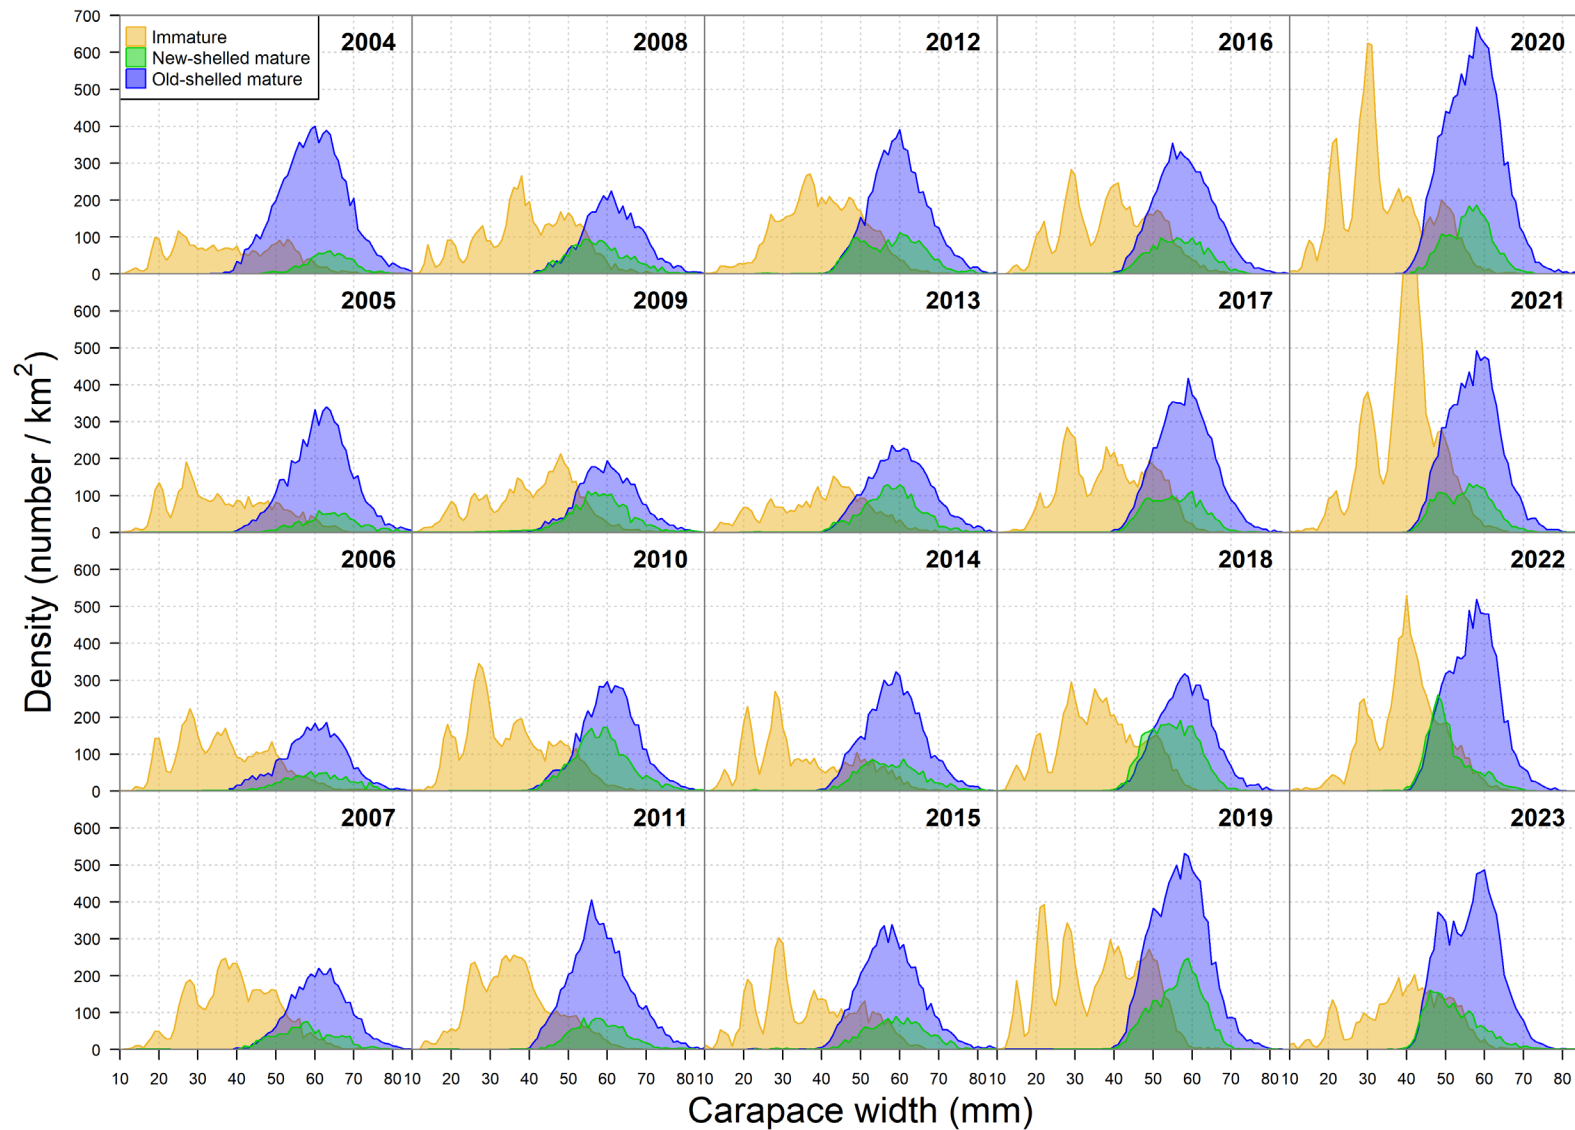 Immature
New-shelled mature
Old-shelled mature
2004 2008 2012 2016 2020
700
600
500
400
300
200
100
0
2005 2009 2013 2017 2021
600
500
400
300
200
100
0
2006 2010 2014 2018 2022
600
500
400
300
200
100
0
2007 2011 2015 2019 2023
600
500
400
300
200
100
0
10 20 30 40 50 60 70 80 10 20 30 40 50 60 70 80 10 20 30 40 50 60 70 80 10 20 30 40 50 60 70 80 10 20 30 40 50 60 70 80
Density (number / km²)
Carapace width (mm)